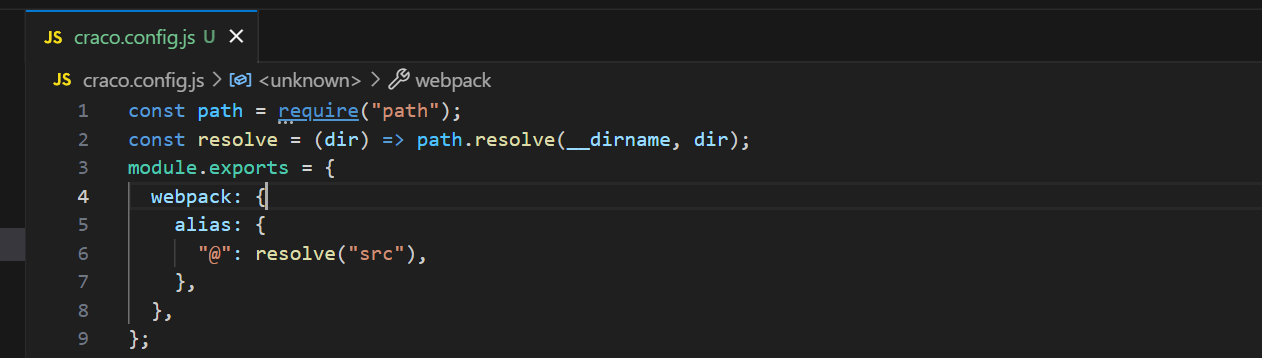 JS craco.config.js U
JS craco.config.js > <unknown> > webpack
1 const path = require("path");
2 const resolve = (dir) => path.resolve(__dirname, dir);
3 module.exports = {
4   webpack: {
5     alias: {
6       "@": resolve("src"),
7     },
8   },
9 };